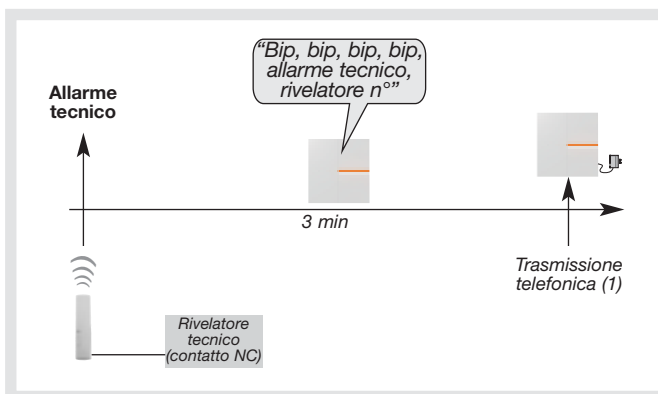 “Bip, bip, bip, bip,
allarme tecnico,
rivelatore n°”
Allarme
tecnico
3 min
Trasmissione
telefonica (1)
Rivelatore
tecnico
(contatto NC)